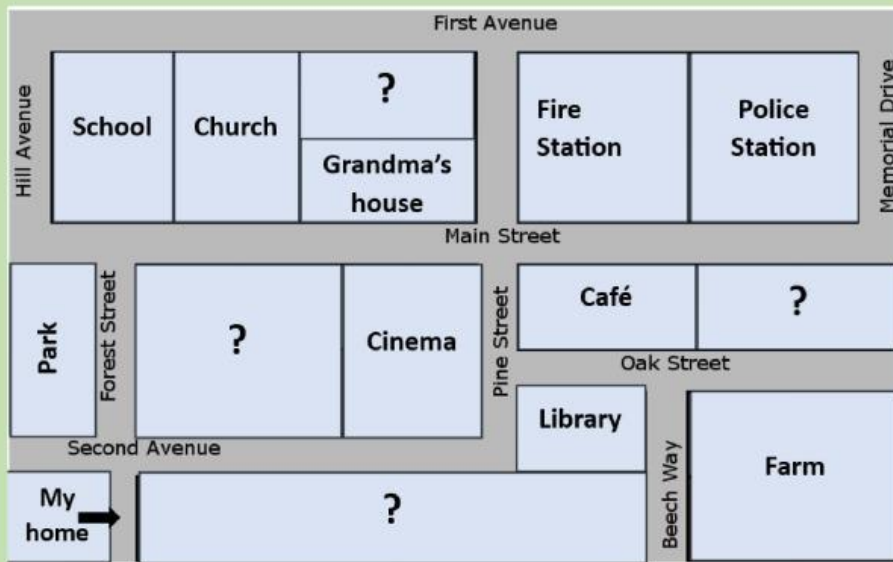 First Avenue
Hill Avenue
School
Church
?
Grandma's
house
Fire
Station
Police
Station
Memorial Drive
Main Street
Park
Forest Street
?
Cinema
Pine Street
Café
?
Oak Street
Second Avenue
Library
My
home
?
Beech Way
Farm